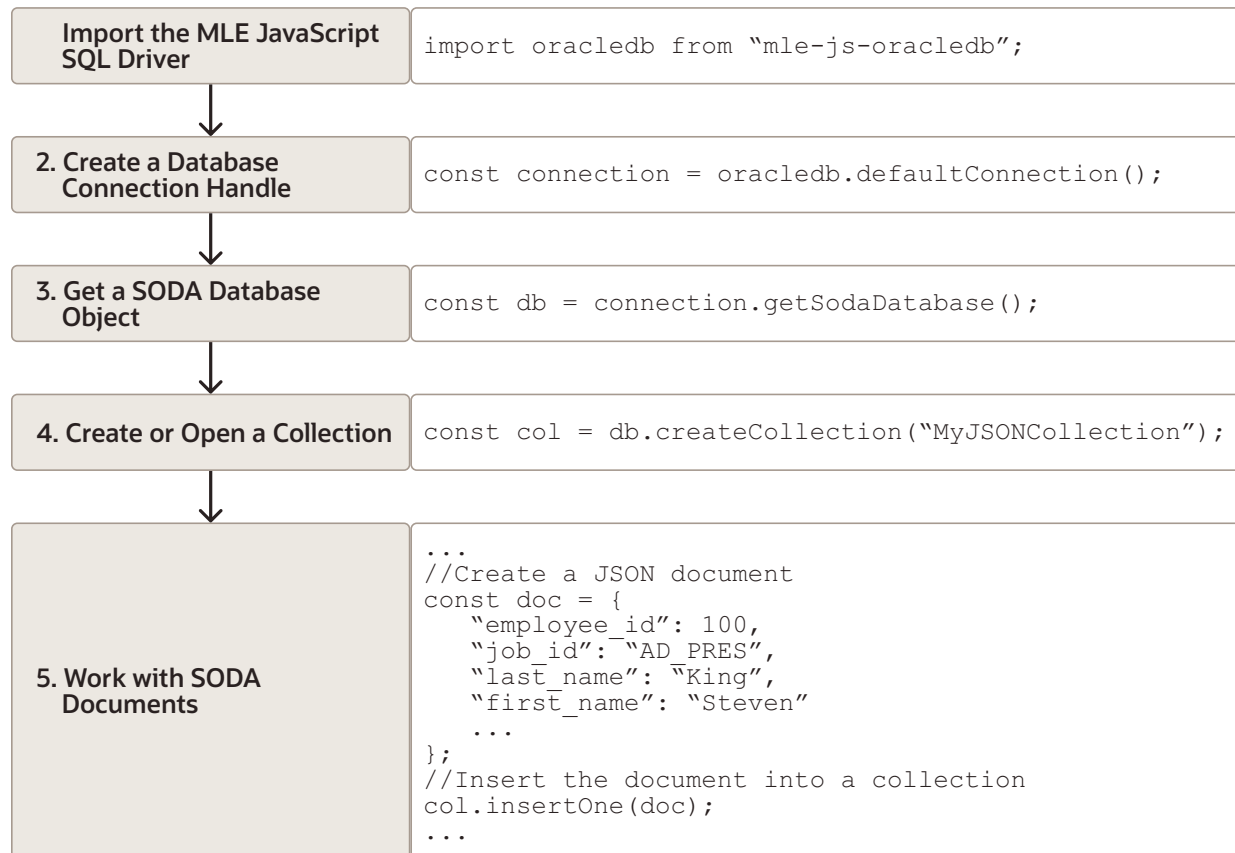 Import the MLE JavaScript
SQL Driver
import oracledb from “mle-js-oracledb”;
2. Create a Database
Connection Handle
const connection = oracledb.defaultConnection();
3. Get a SODA Database
Object
const db = connection.getSodaDatabase();
4. Create or Open a Collection
const col = db.createCollection(“MyJSONCollection”);
5. Work with SODA
Documents
...
//Create a JSON document
const doc = {
“employee_id”: 100,
“job_id”: “AD_PRES”,
“last_name”: “King”,
“first_name”: “Steven”
...
};
//Insert the document into a collection
col.insertOne(doc);
...